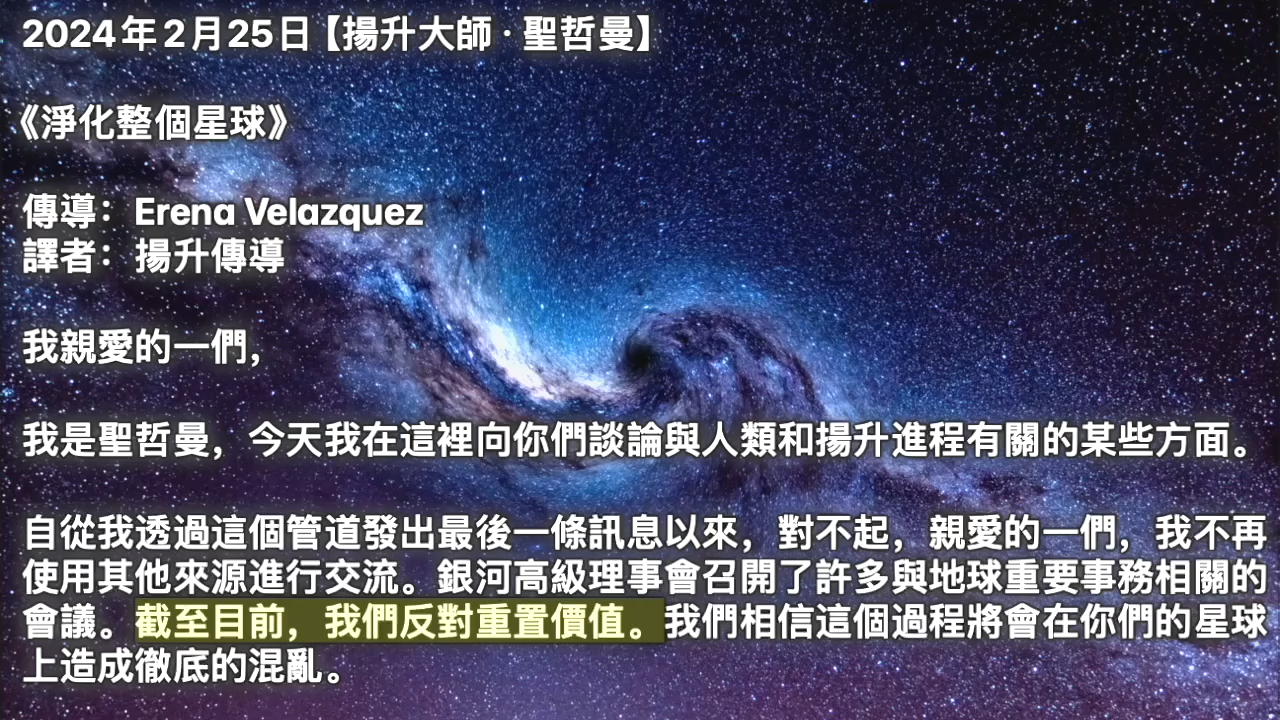 2024年2月25日【揚升大師·聖哲曼】
《淨化整個星球》
傳導：Erena Velazquez
譯者：揚升傳導
我親愛的一們，
我是聖哲曼，今天我在這裡向你們談論與人類和揚升進程有關的某些方面。
自從我透過這個管道發出最後一條訊息以來，對不起，親愛的一們，我不再
使用其他來源進行交流。銀河高級理事會召開了許多與地球重要事務相關的
會議。截至目前，我們反對重置價值。我們相信這個過程將會在你們的星球
上造成徹底的混亂。